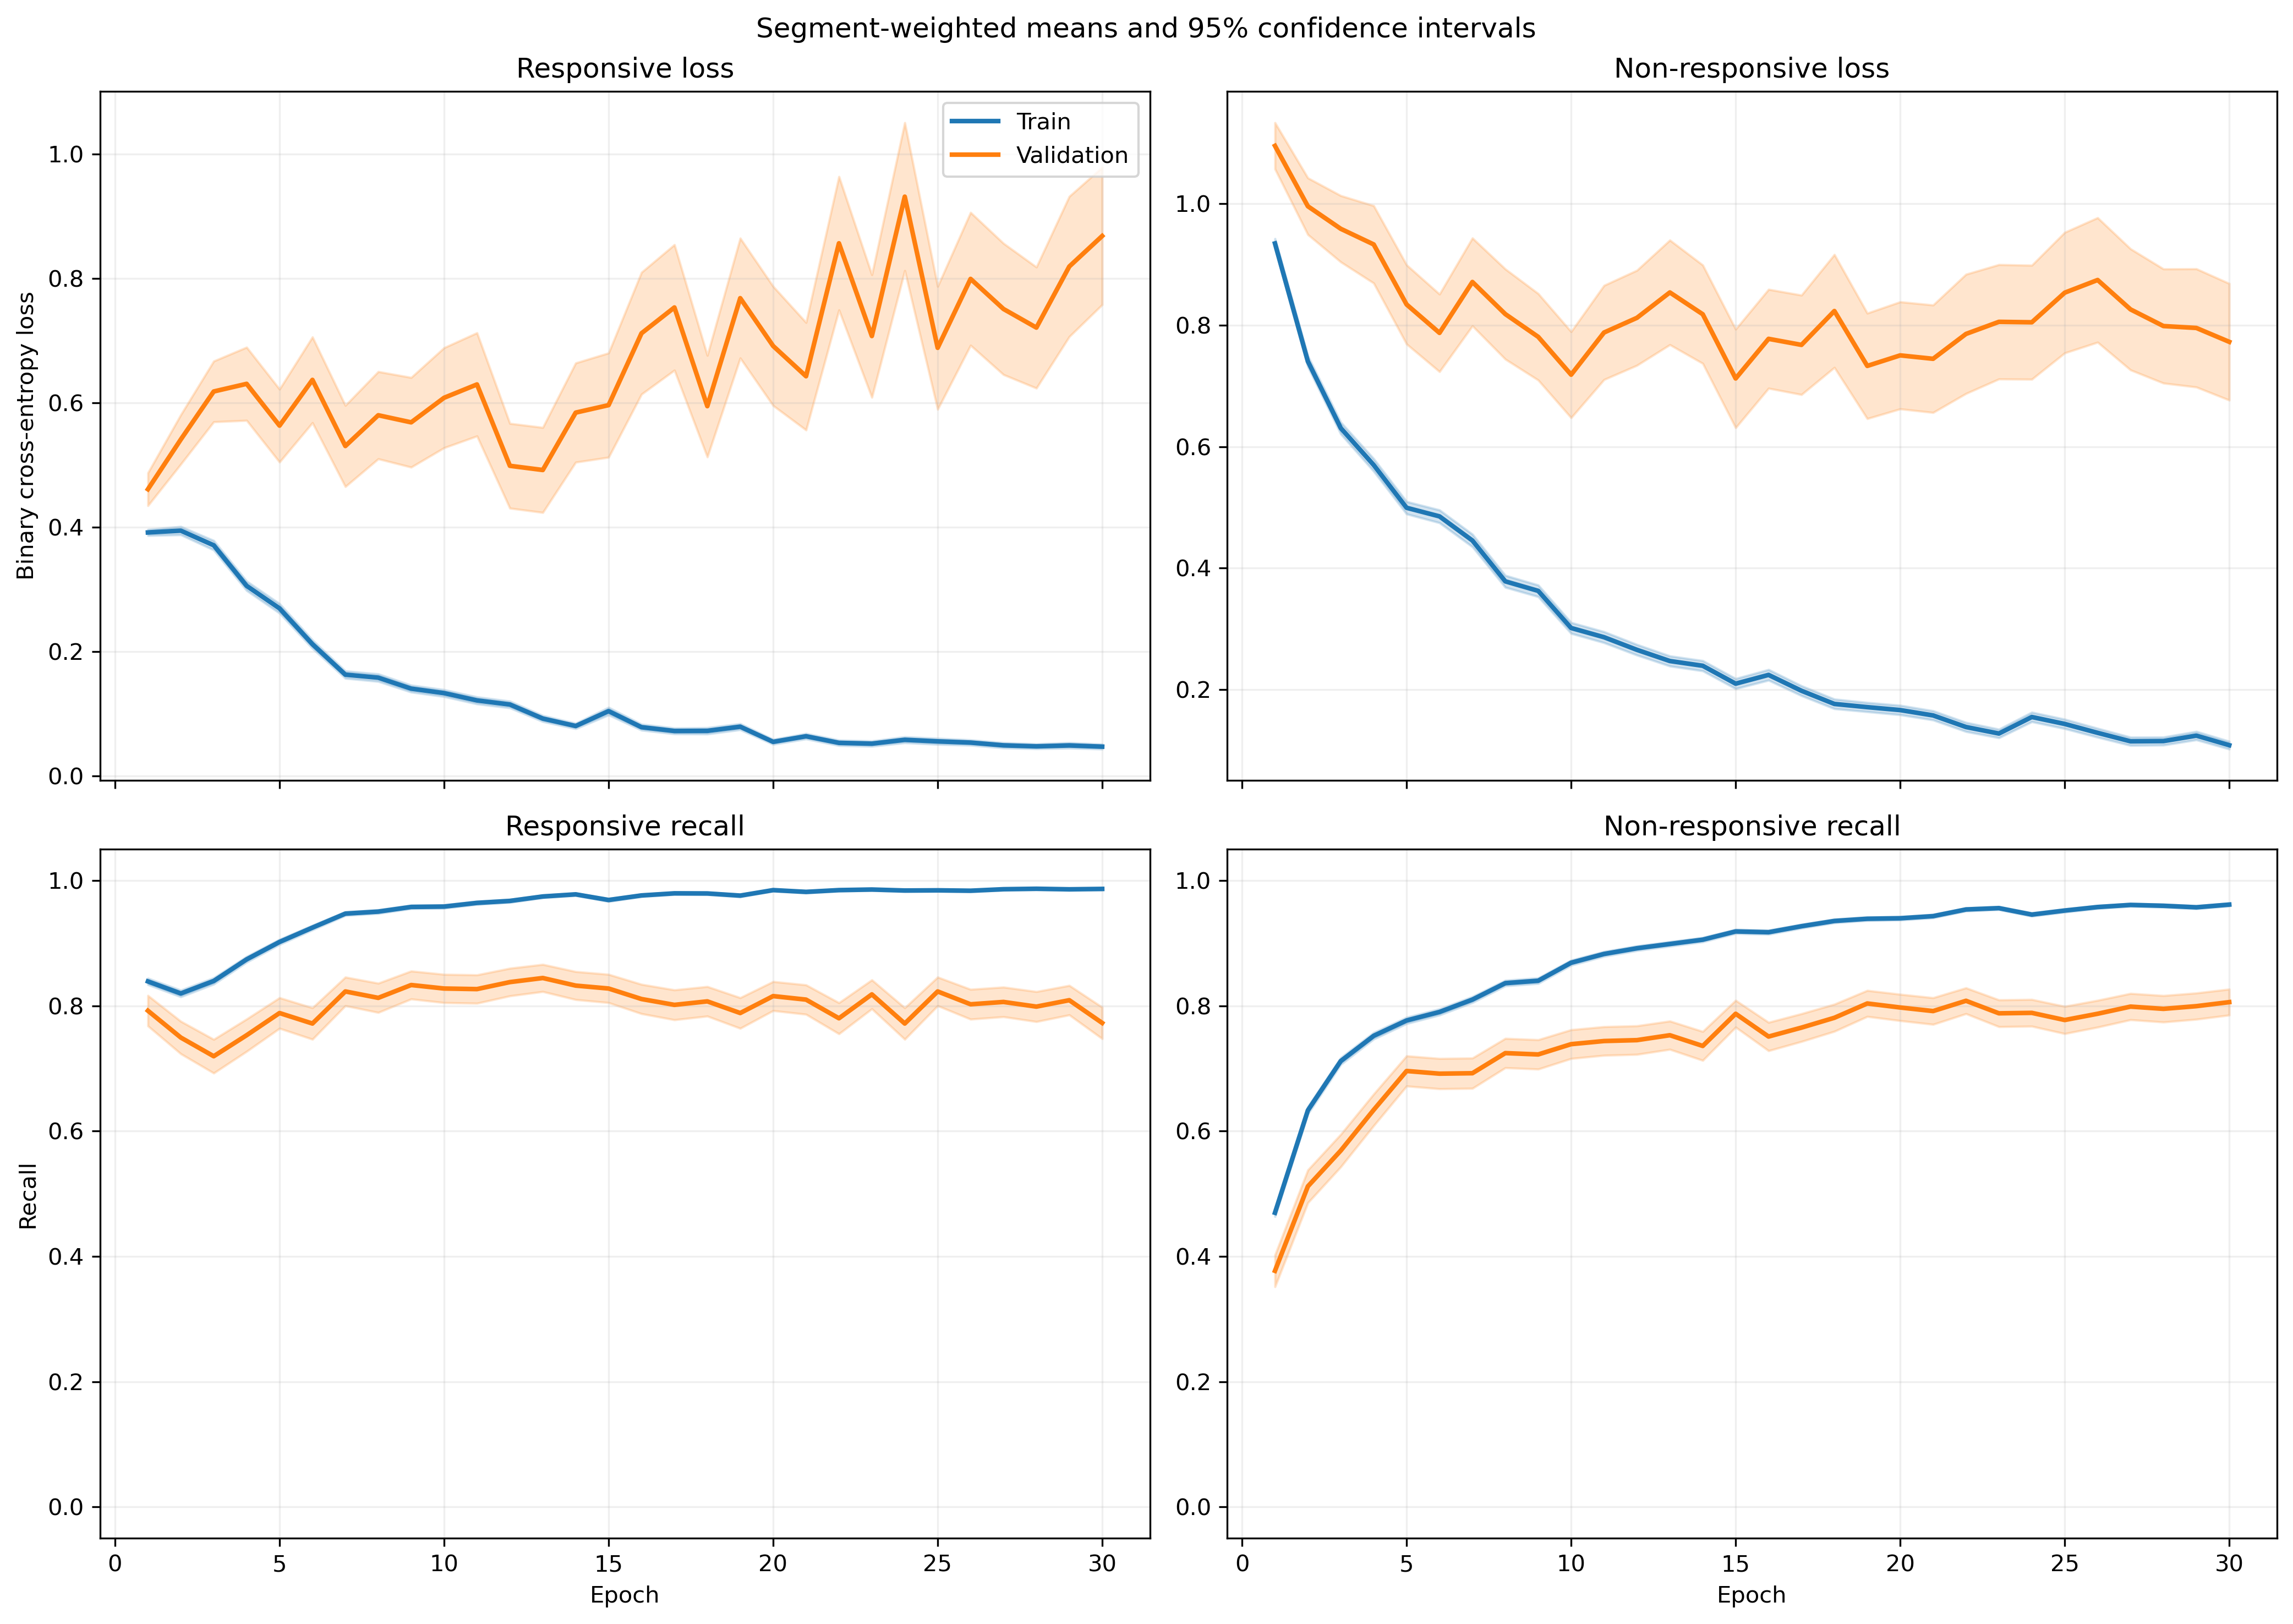 Segment-weighted means and 95% confidence intervals
Responsive loss
Non-responsive loss
Train
Validation
Binary cross-entropy loss
1.0
0.8
0.6
0.4
0.2
0.0
1.0
0.8
0.6
0.4
0.2
Responsive recall
Non-responsive recall
Recall
1.0
0.8
0.6
0.4
0.2
0.0
1.0
0.8
0.6
0.4
0.2
0.0
0 5 10 15 20 25 30
0 5 10 15 20 25 30
Epoch
Epoch